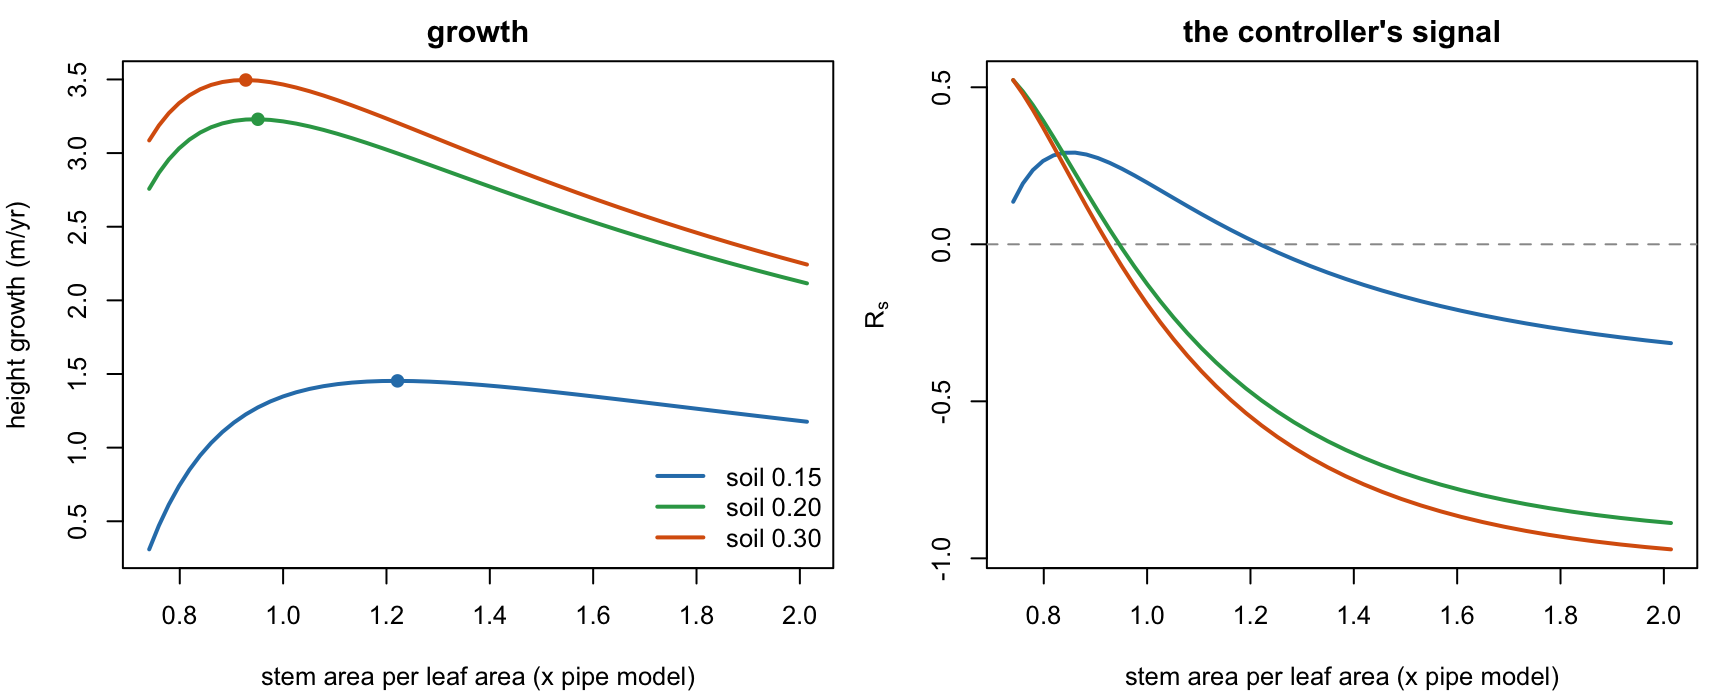 growth
height growth (m/yr)
3.5
3.0
2.5
2.0
1.5
1.0
0.5
soil 0.15
soil 0.20
soil 0.30
0.8 1.0 1.2 1.4 1.6 1.8 2.0
stem area per leaf area (x pipe model)
the controller's signal
Rs
0.5
0.0
-0.5
-1.0
0.8 1.0 1.2 1.4 1.6 1.8 2.0
stem area per leaf area (x pipe model)